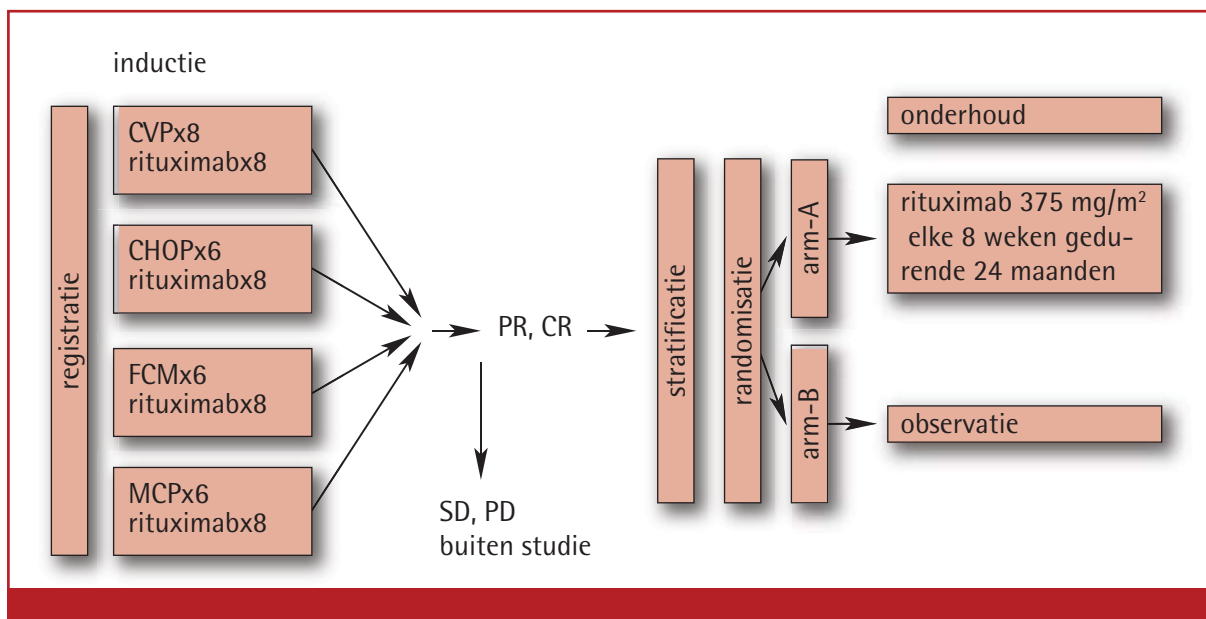 inductie
registratie
CVPx8
rituximabx8
CHOPx6
rituximabx8
FCMx6
rituximabx8
MCPx6
rituximabx8
PR, CR
SD, PD
buiten studie
stratificatie
randomisatie
arm-A
arm-B
onderhoud
rituximab 375 mg/m²
elke 8 weken gedu-
rende 24 maanden
observatie